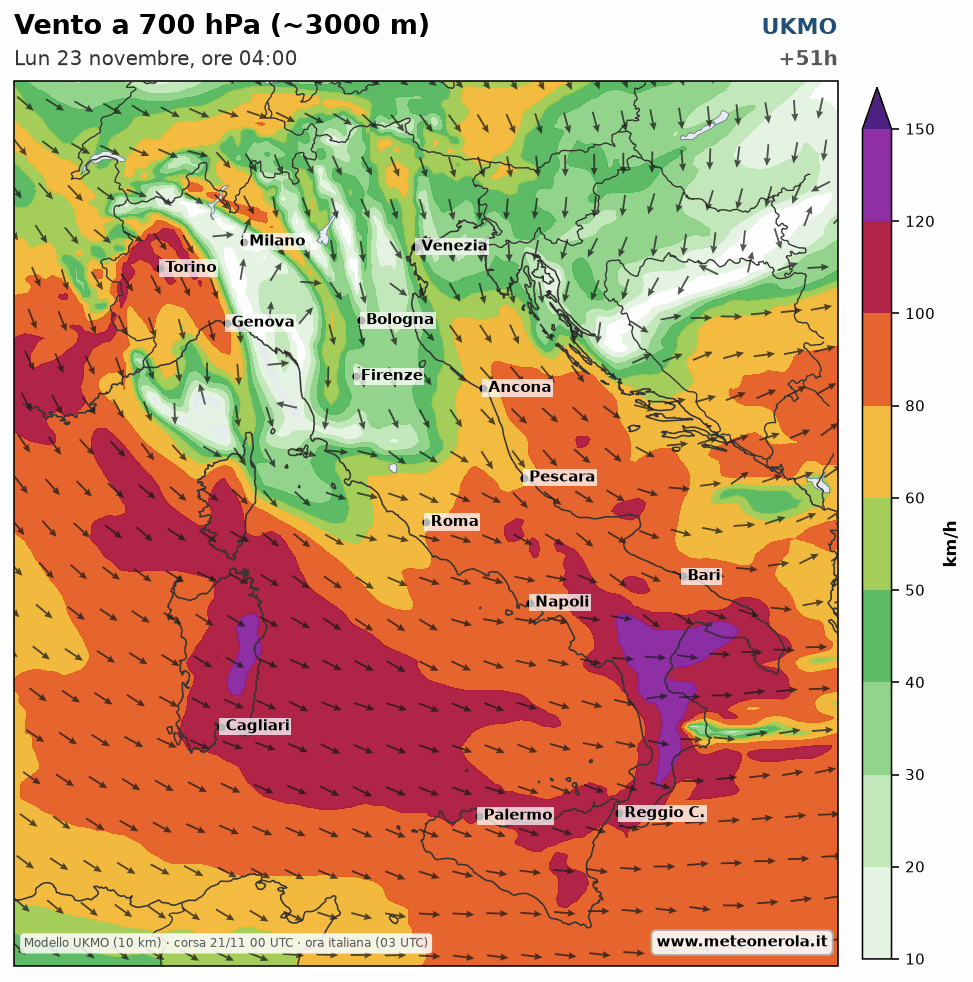 Vento a 700 hPa (~3000 m)
UKMO
Lun 23 novembre, ore 04:00
+51h
Milano
Venezia
Torino
Genova
Bologna
Firenze
Ancona
Pescara
Roma
Bari
Napoli
Cagliari
Palermo
Reggio C.
150
120
100
80
60
50
40
30
20
10
km/h
Modello UKMO (10 km) · corsa 21/11 00 UTC · ora italiana (03 UTC)
www.meteonerola.it